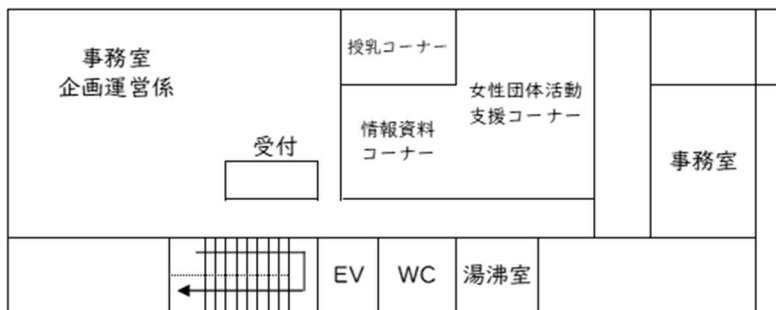 事務室
企画運営係
受付
授乳コーナー
情報資料
コーナー
女性団体活動
支援コーナー
事務室
EV
WC
湯沸室